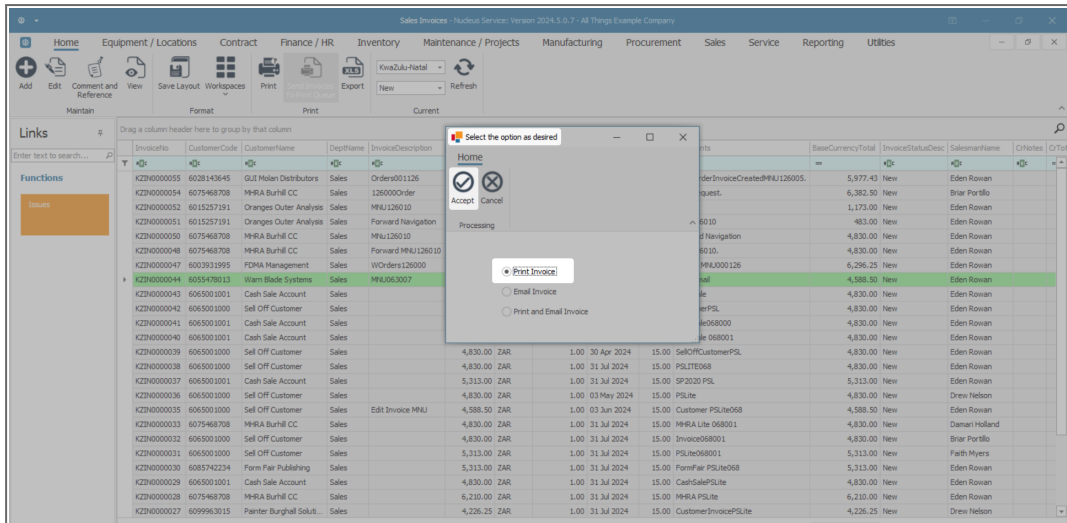 Sales Invoices - Nucleus Service: Version 2024.5.0.7 - All Things Example Company
Home Equipment / Locations Contract Finance / HR Inventory Maintenance / Projects Manufacturing Procurement Sales Service Reporting Utilities
Add Edit Comment and Reference View Save Layout Workspaces Print Export KwaZulu-Natal New Refresh
Maintain Format Print Current
Links
Drag a column header here to group by that column
Enter text to search...
Functions
Issues
InvoiceNo CustomerCode CustomerName DeptName InvoiceDescription nts BaseCurrencyTotal InvoiceStatusDesc SalesmanName CrNotes CrTo
Select the option as desired
Home
Accept Cancel
Processing
Print Invoice
Email Invoice
Print and Email Invoice
KZIN0000055 6028143645 GUI Molan Distributors Sales Orders001126 rderInvoiceCreatedMNU126005. 5,977.43 New Eden Rowan
KZIN0000054 6075468708 MHRA Burhill CC Sales 126000Order quest. 6,382.50 New Briar Portillo
KZIN0000052 6015257191 Oranges Outer Analysis Sales MNU126010 1,173.00 New Eden Rowan
KZIN0000051 6015257191 Oranges Outer Analysis Sales Forward Navigation 6010 483.00 New Eden Rowan
KZIN0000050 6075468708 MHRA Burhill CC Sales MNu126010 d Navigation 4,830.00 New Eden Rowan
KZIN0000048 6075468708 MHRA Burhill CC Sales Forward MNU126010 6010. 4,830.00 New Eden Rowan
KZIN0000047 6003931995 FDMA Management Sales WOrders126000 MNU000126 6,296.25 New Eden Rowan
KZIN0000044 6055478013 Warn Blade Systems Sales MNU063007 ail 4,588.50 New Eden Rowan
KZIN0000043 6065001001 Cash Sale Account Sales le 4,830.00 New Eden Rowan
KZIN0000042 6065001000 Sell Off Customer Sales erPSL 4,830.00 New Eden Rowan
KZIN0000041 6065001001 Cash Sale Account Sales le068000 4,830.00 New Eden Rowan
KZIN0000040 6065001001 Cash Sale Account Sales le 068001 4,830.00 New Eden Rowan
KZIN0000039 6065001000 Sell Off Customer Sales 4,830.00 ZAR 1.00 30 Apr 2024 15.00 SellOffCustomerPSL 4,830.00 New Eden Rowan
KZIN0000038 6065001000 Sell Off Customer Sales 4,830.00 ZAR 1.00 31 Jul 2024 15.00 PSLITE068 4,830.00 New Eden Rowan
KZIN0000037 6065001001 Cash Sale Account Sales 5,313.00 ZAR 1.00 31 Jul 2024 15.00 SP2020 PSL 5,313.00 New Eden Rowan
KZIN0000036 6065001000 Sell Off Customer Sales 4,830.00 ZAR 1.00 03 May 2024 15.00 PSLite 4,830.00 New Drew Nelson
KZIN0000035 6065001000 Sell Off Customer Sales Edit Invoice MNU 4,588.50 ZAR 1.00 03 Jun 2024 15.00 Customer PSLite068 4,588.50 New Eden Rowan
KZIN0000033 6075468708 MHRA Burhill CC Sales 4,830.00 ZAR 1.00 31 Jul 2024 15.00 MHRA Lite 068001 4,830.00 New Damari Holland
KZIN0000032 6065001000 Sell Off Customer Sales 4,830.00 ZAR 1.00 31 Jul 2024 15.00 Invoice068001 4,830.00 New Briar Portillo
KZIN0000031 6065001000 Sell Off Customer Sales 5,313.00 ZAR 1.00 31 Jul 2024 15.00 PSLite068001 5,313.00 New Faith Myers
KZIN0000030 6085742234 Form Fair Publishing Sales 5,313.00 ZAR 1.00 31 Jul 2024 15.00 FormFair PSLite068 5,313.00 New Eden Rowan
KZIN0000029 6065001001 Cash Sale Account Sales 4,830.00 ZAR 1.00 31 Jul 2024 15.00 CashSalePSLite 4,830.00 New Eden Rowan
KZIN0000028 6075468708 MHRA Burhill CC Sales 6,210.00 ZAR 1.00 31 Jul 2024 15.00 MHRA PSLite 6,210.00 New Eden Rowan
KZIN0000027 6099963015 Painter Burghall Soluti... Sales 4,226.25 ZAR 1.00 31 Jul 2024 15.00 CustomerInvoicePSLite 4,226.25 New Drew Nelson